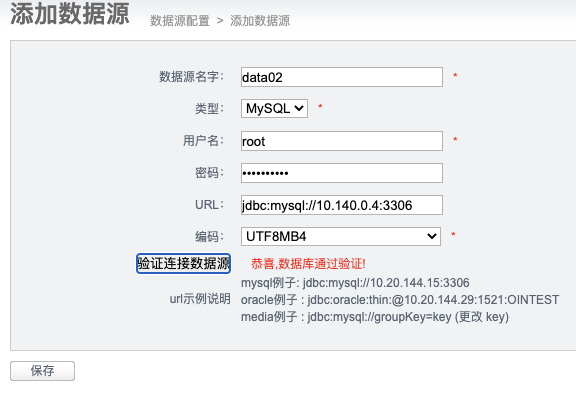 添加数据源 数据源配置 > 添加数据源
数据源名字： data02 *
类型： MySQL *
用户名： root *
密码： ••••••••••
URL： jdbc:mysql://10.140.0.4:3306
编码： UTF8MB4 *
验证连接数据源 恭喜,数据库通过验证!
mysql例子: jdbc:mysql://10.20.144.15:3306
url示例说明 oracle例子 : jdbc:oracle:thin:@10.20.144.29:1521:OINTEST
media例子 : jdbc:mysql://groupKey=key (更改 key)
保存